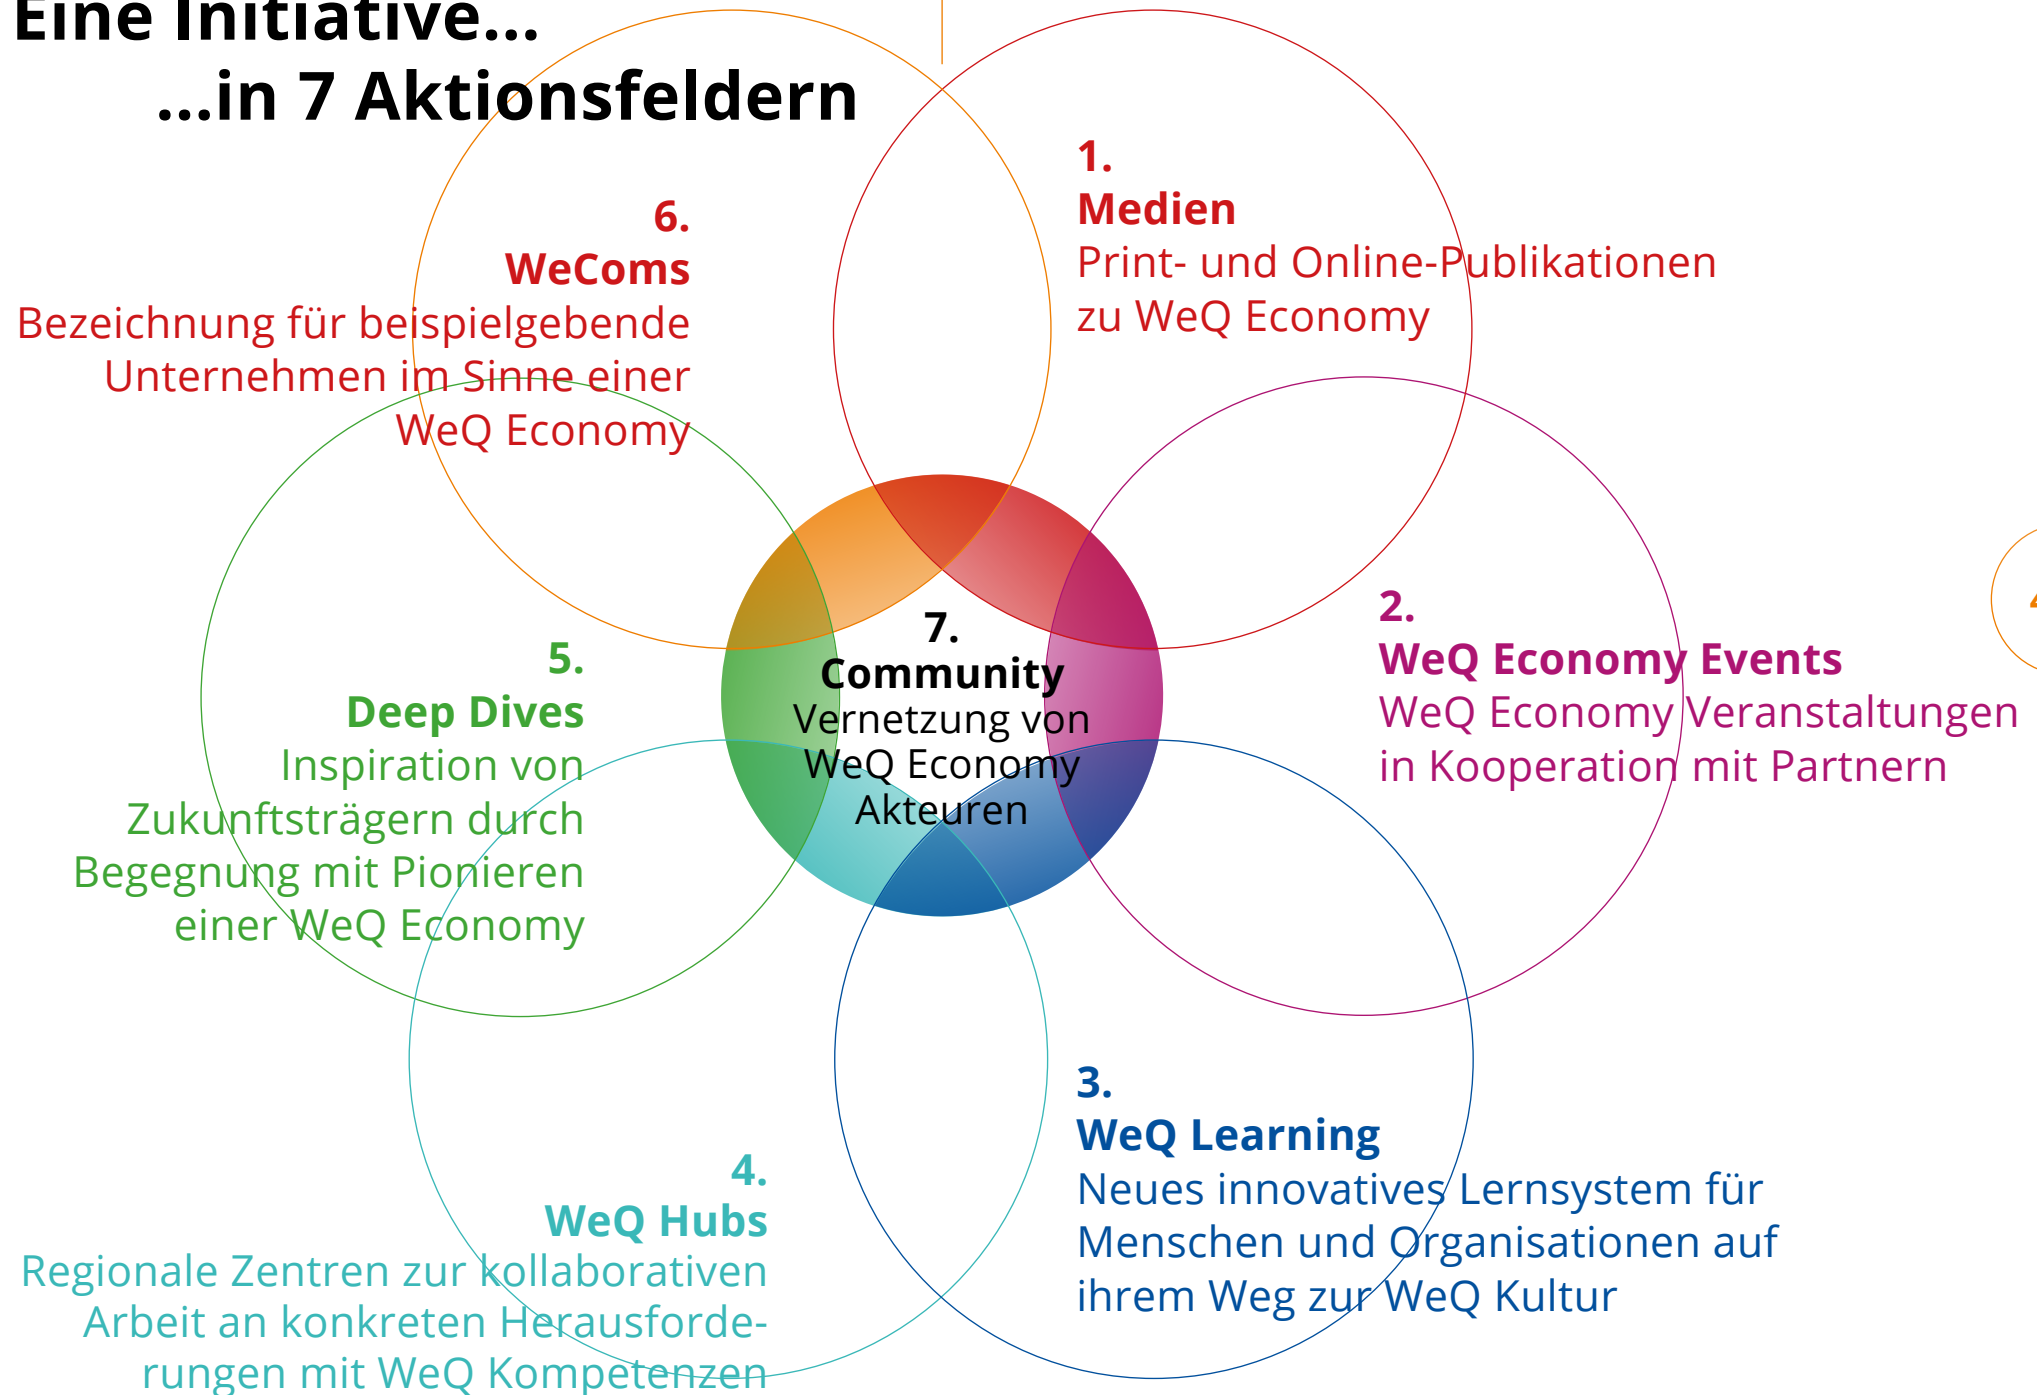 Eine Initiative...
...in 7 Aktionsfeldern
1.
Medien
Print- und Online-Publikationen
zu WeQ Economy
2.
WeQ Economy Events
WeQ Economy Veranstaltungen
in Kooperation mit Partnern
3.
WeQ Learning
Neues innovatives Lernsystem für
Menschen und Organisationen auf
ihrem Weg zur WeQ Kultur
4.
WeQ Hubs
Regionale Zentren zur kollaborativen
Arbeit an konkreten Herausforde-
rungen mit WeQ Kompetenzen
5.
Deep Dives
Inspiration von
Zukunftsträgern durch
Begegnung mit Pionieren
einer WeQ Economy
6.
WeComs
Bezeichnung für beispielgebende
Unternehmen im Sinne einer
WeQ Economy
7.
Community
Vernetzung von
WeQ Economy
Akteuren